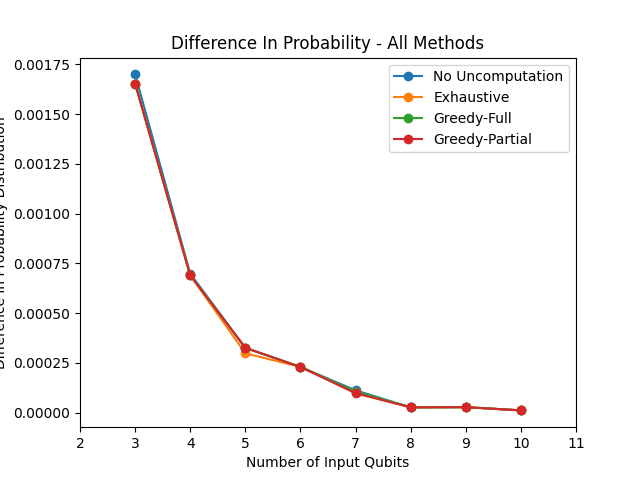 Difference In Probability - All Methods
No Uncomputation
Exhaustive
Greedy-Full
Greedy-Partial
Difference In Probability Distribution
0.00175
0.00150
0.00125
0.00100
0.00075
0.00050
0.00025
0.00000
2 3 4 5 6 7 8 9 10 11
Number of Input Qubits